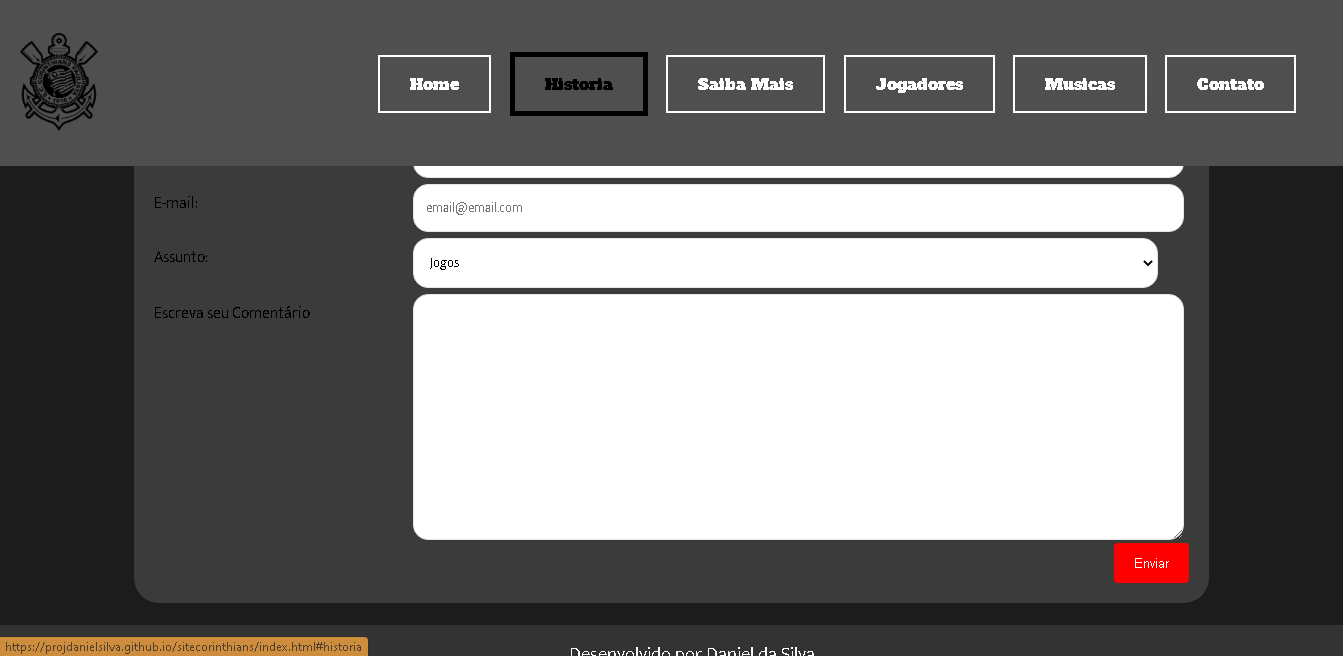 Home Historia Saiba Mais Jogadores Musicas Contato
E-mail: email@email.com
Assunto: Jogos
Escreva seu Comentário
Enviar
https://projdanielsilva.github.io/sitecorinthians/index.html#historia
Desenvolvido por Daniel da Silva